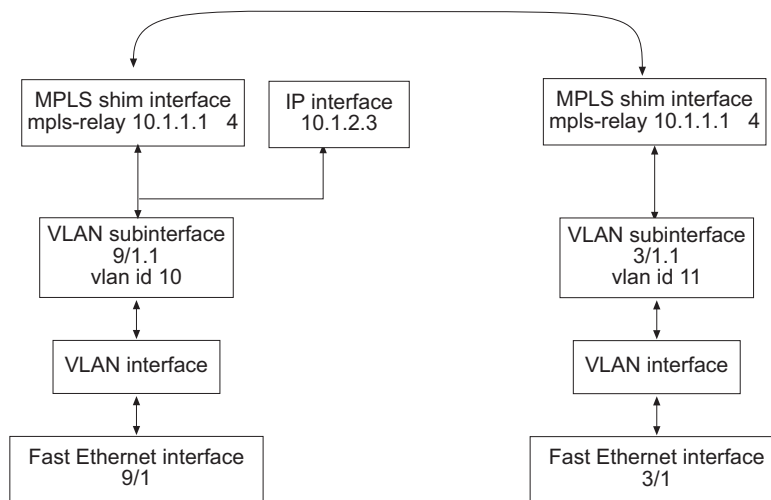 MPLS shim interface
mpls-relay 10.1.1.1 4
IP interface
10.1.2.3
MPLS shim interface
mpls-relay 10.1.1.1 4
VLAN subinterface
9/1.1
vlan id 10
VLAN subinterface
3/1.1
vlan id 11
VLAN interface
VLAN interface
Fast Ethernet interface
9/1
Fast Ethernet interface
3/1